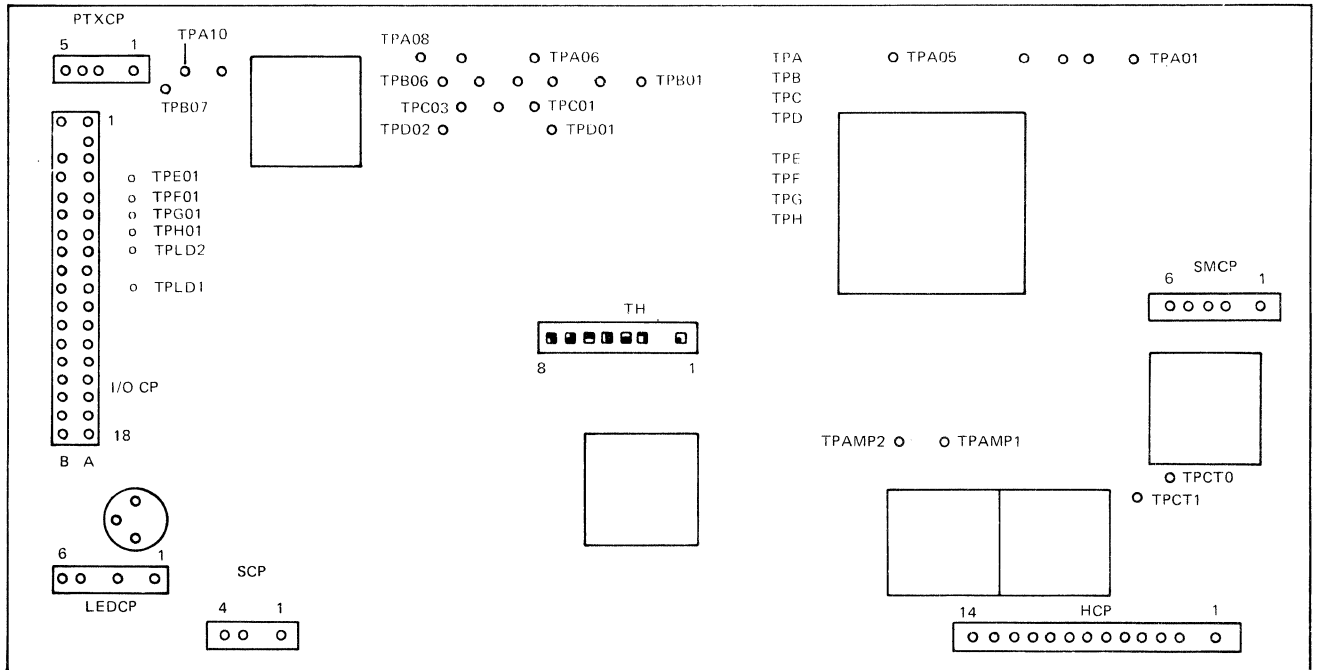 PTXCP
5 1
TPA10
TPB07
TPA08
TPA06
TPB06
TPB01
TPC03
TPC01
TPD02
TPD01
TPA
TPB
TPC
TPD
TPE
TPF
TPG
TPH
TPA05
TPA01
1
TPE01
TPF01
TPG01
TPH01
TPLD2
TPLD1
I/O CP
18
B A
TH
8 1
SMCP
6 1
TPAMP2
TPAMP1
TPCT0
TPCT1
6 1
LEDCP
SCP
4 1
14 HCP 1